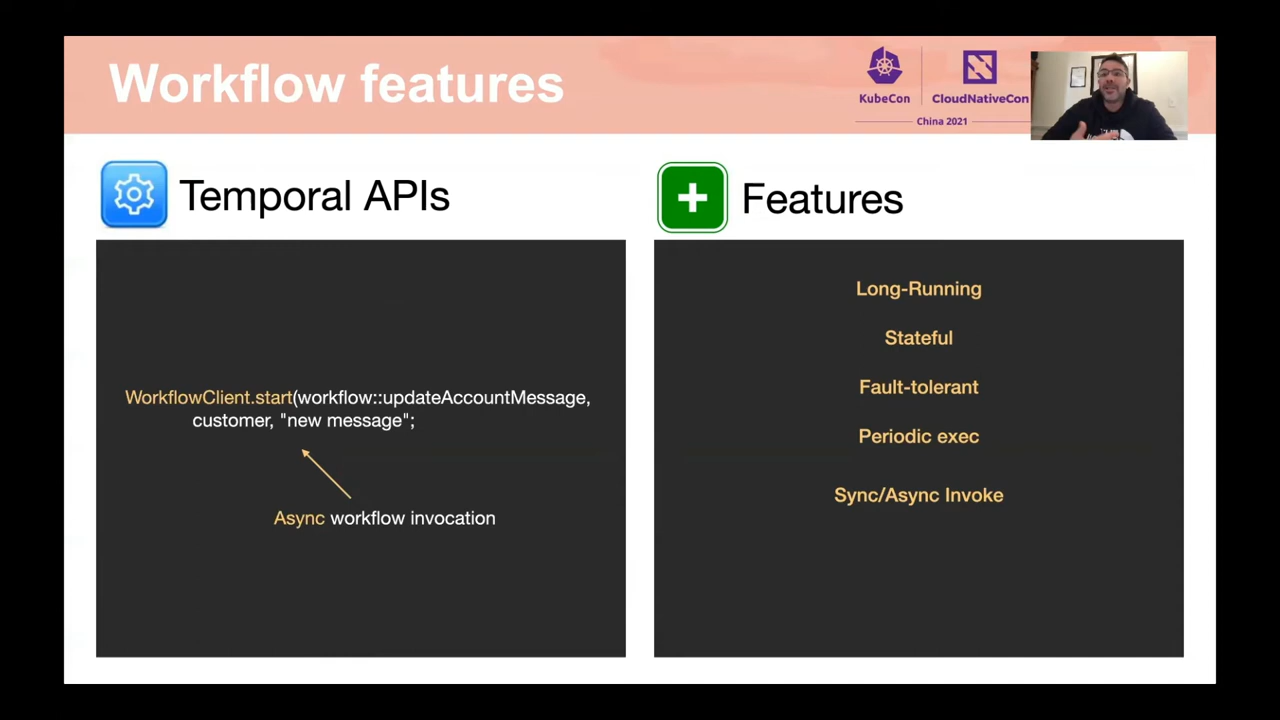 Workflow features
KubeCon
CloudNativeCon
China 2021
Temporal APIs
WorkflowClient.start(workflow::updateAccountMessage,
customer, "new message";
Async workflow invocation
Features
Long-Running
Stateful
Fault-tolerant
Periodic exec
Sync/Async Invoke